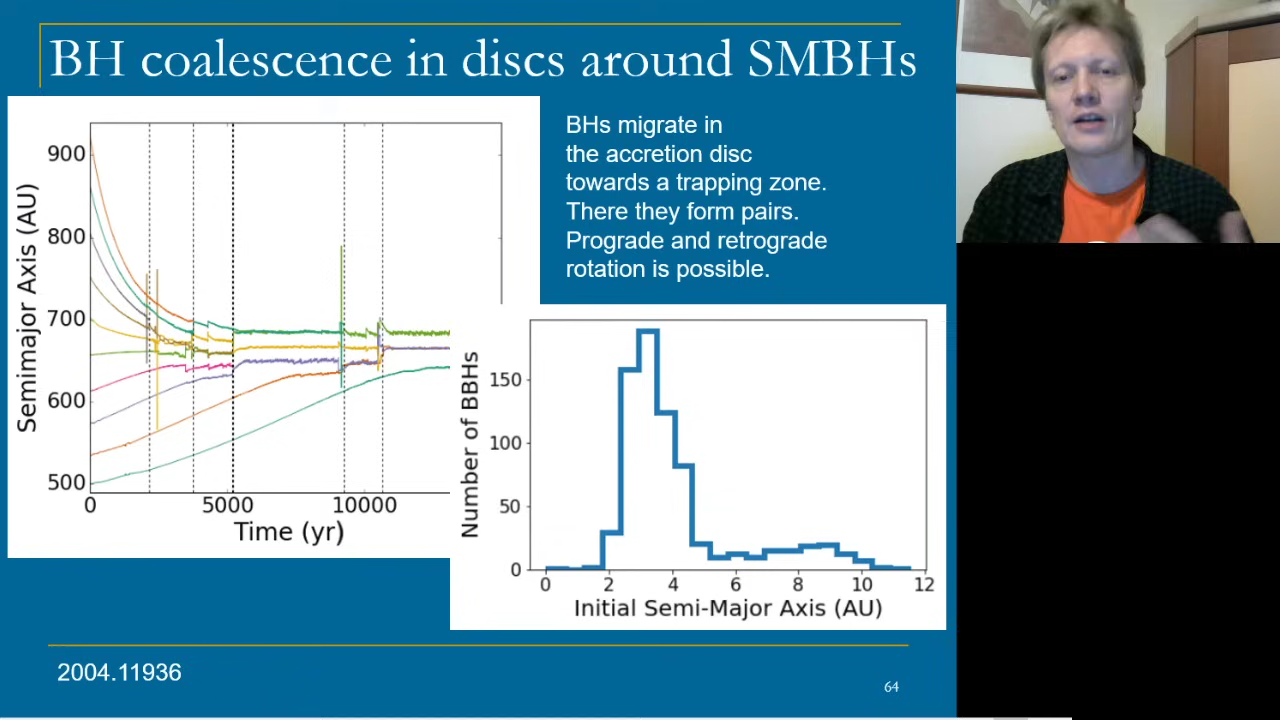 BH coalescence in discs around SMBHs
BHs migrate in
the accretion disc
towards a trapping zone.
There they form pairs.
Prograde and retrograde
rotation is possible.
Semimajor Axis (AU)
900
800
700
600
500
0
5000
10000
Time (yr)
Number of BBHs
150
100
50
0
0
2
4
6
8
10
12
Initial Semi-Major Axis (AU)
2004.11936
64